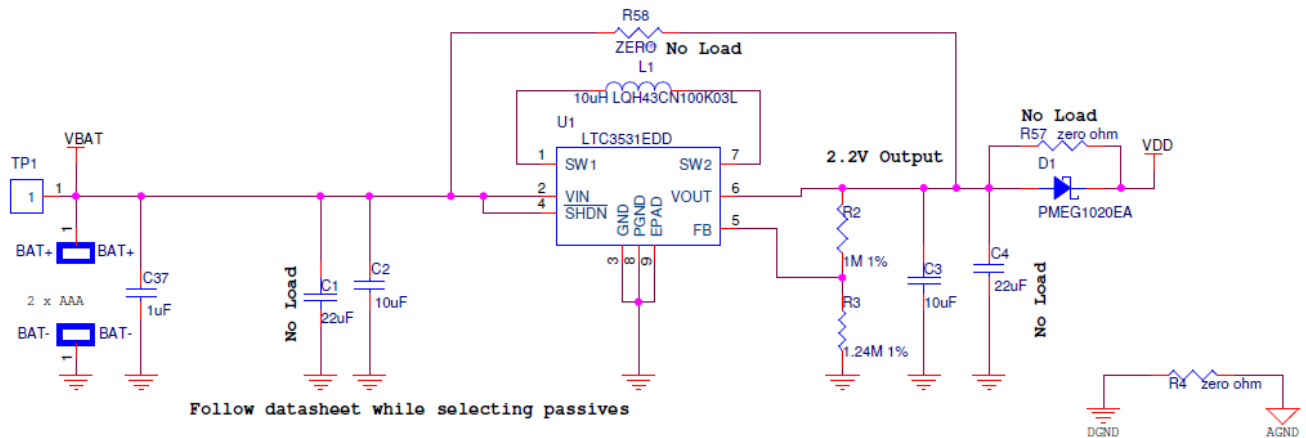 R58
ZERO No Load
L1
10uH LQH43CN100K03L
U1
LTC3531EDD
VBAT
TP1
1
1
1 SW1 SW2 7
2 VIN VOUT 6
4 SHDN
FB 5
GND PGND EPAD
3 8 9
2.2V Output
No Load
R57 zero ohm
D1
PMEG1020EA
VDD
1
BAT+ BAT+
2 x AAA
BAT- BAT-
1
C37
1uF
No Load
C1
22uF
C2
10uF
R2
1M 1%
R3
1.24M 1%
C3
10uF
C4
22uF
No Load
R4 zero ohm
DGND
AGND
Follow datasheet while selecting passives